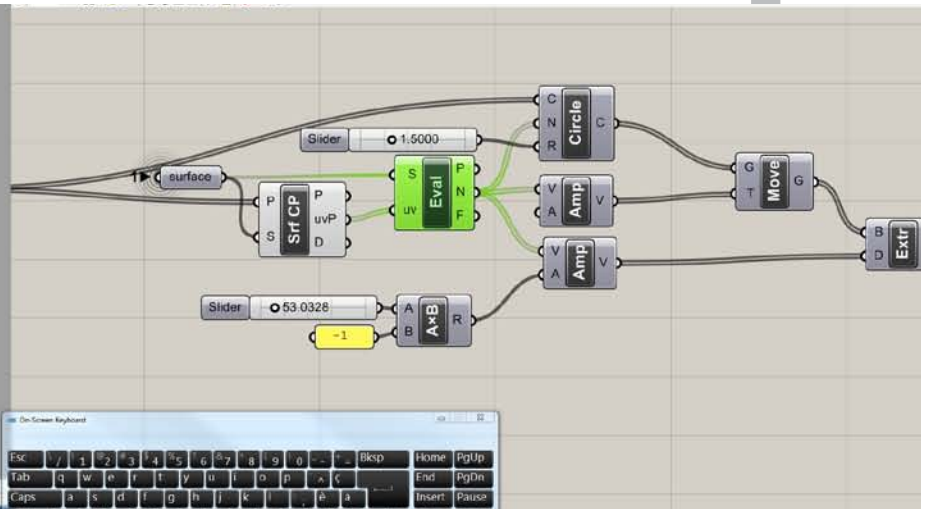 C
N
R
Circle
C
Slider
1.5000
surface
S
uv
Eval
P
N
F
P
S
Srf CP
P
uvP
D
V
A
Amp
V
G
T
Move
G
V
A
Amp
V
B
D
Extr
Slider
53.0328
-1
A
B
A×B
R
On-Screen Keyboard
Esc 1 2 3 4 5 6 7 8 9 0 Bksp Home PgUp
Tab q w e r t y u i o p ^ ç End PgDn
Caps a s d f g h j k l è à Insert Pause